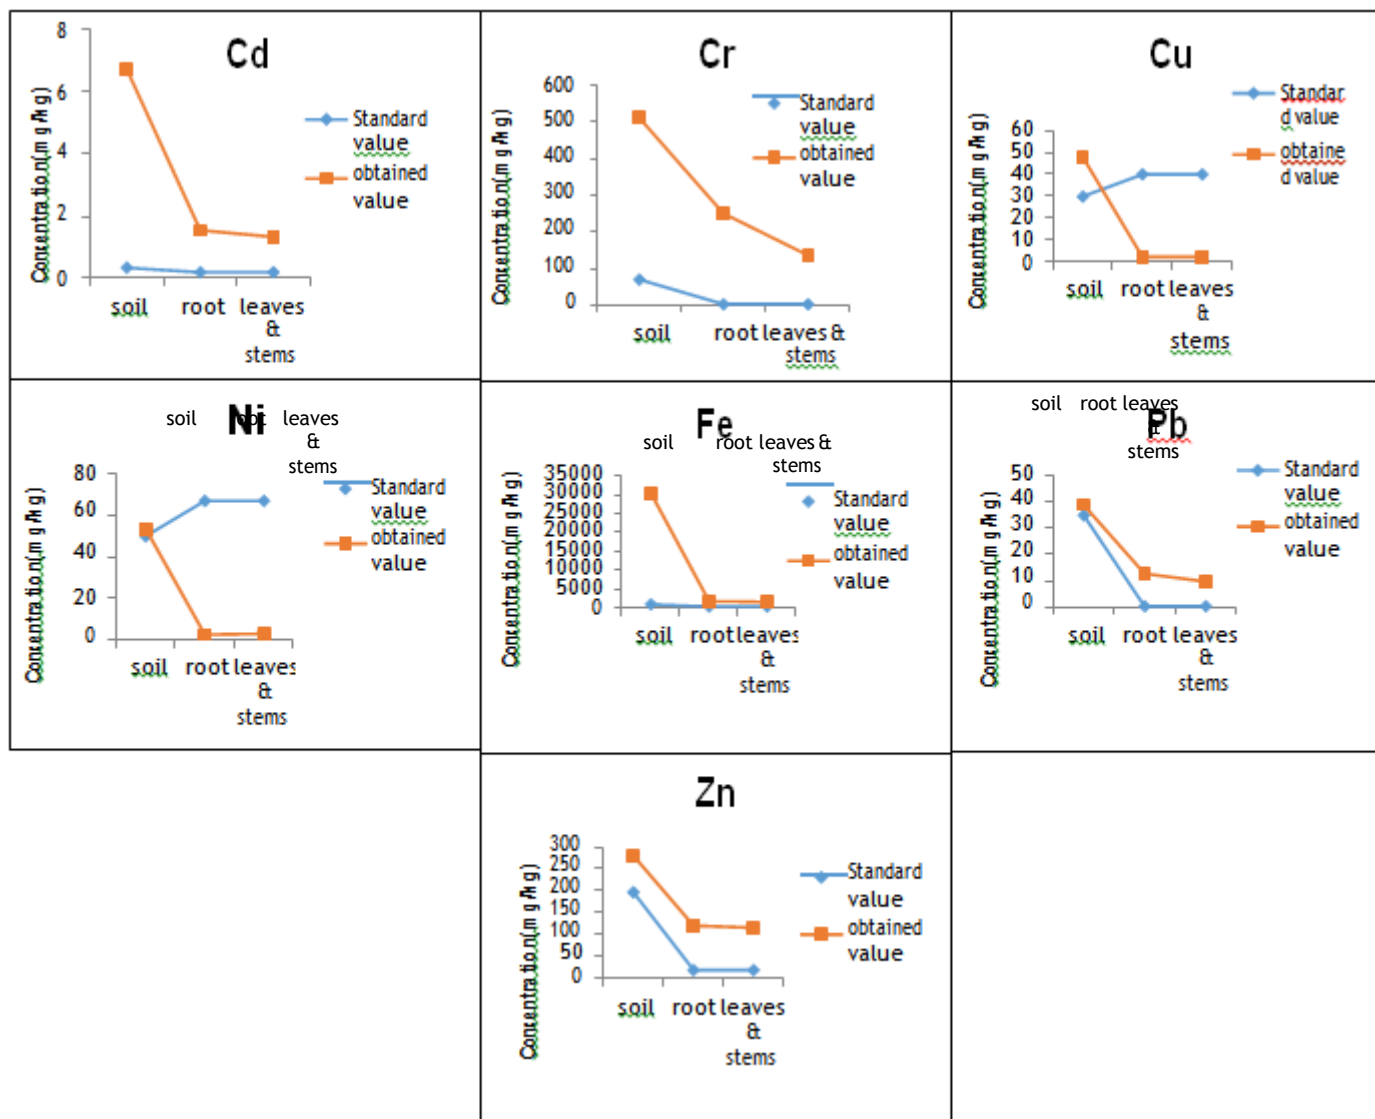 Cd
8
6
4
2
0
Concentration(mg/kg)
Standard
value
obtained
value
soil root leaves
&
stems
Cr
600
500
400
300
200
100
0
Concentration(mg/kg)
Standard
value
obtained
value
soil root leaves &
stems
Cu
60
50
40
30
20
10
0
Concentration(mg/kg)
Standar
d value
obtaine
d value
soil root leaves
&
stems
Ni
soil root leaves
&
stems
80
60
40
20
0
Concentration(mg/kg)
Standard
value
obtained
value
soil root leaves
&
stems
Fe
soil root leaves &
stems
35000
30000
25000
20000
15000
10000
5000
0
Concentration(mg/kg)
Standard
value
obtained
value
soil root leaves
&
stems
Pb
soil root leaves
&
stems
50
40
30
20
10
0
Concentration(mg/kg)
Standard
value
obtained
value
soil root leaves
&
stems
Zn
300
250
200
150
100
50
0
Concentration(mg/kg)
Standard
value
obtained
value
soil root leaves
&
stems